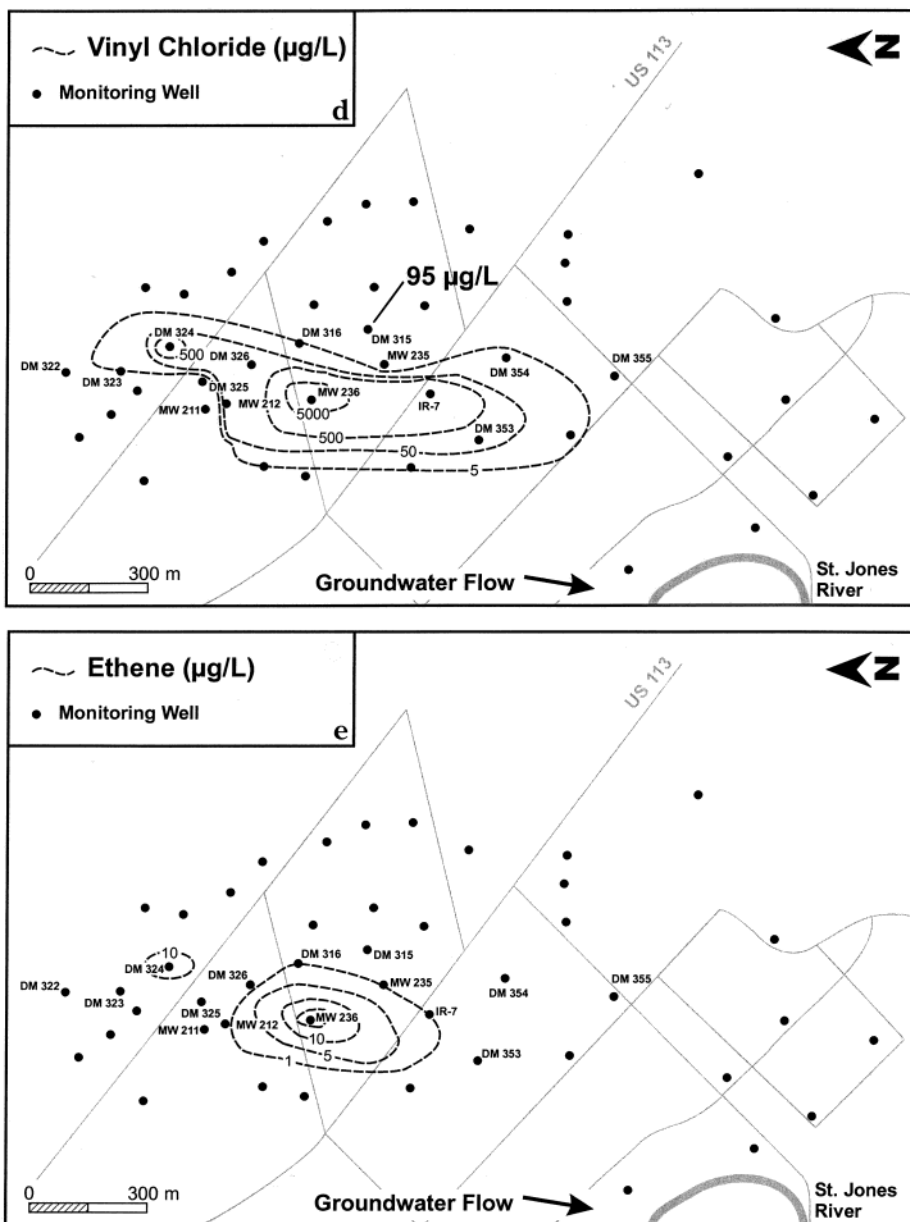 Vinyl Chloride (µg/L)
Monitoring Well
d
N
US 113
95 µg/L
DM 324
500
DM 316
DM 315
MW 235
DM 322
DM 323
DM 326
DM 325
DM 354
DM 355
MW 211
MW 212
MW 236
5000
IR-7
500
DM 353
50
5
0 300 m
Groundwater Flow
St. Jones
River
Ethene (µg/L)
Monitoring Well
e
N
US 113
10
DM 324
DM 316
DM 315
DM 322
DM 323
DM 326
MW 235
DM 354
DM 355
DM 325
MW 211
MW 212
MW 236
IR-7
10
5
1
DM 353
0 300 m
Groundwater Flow
St. Jones
River